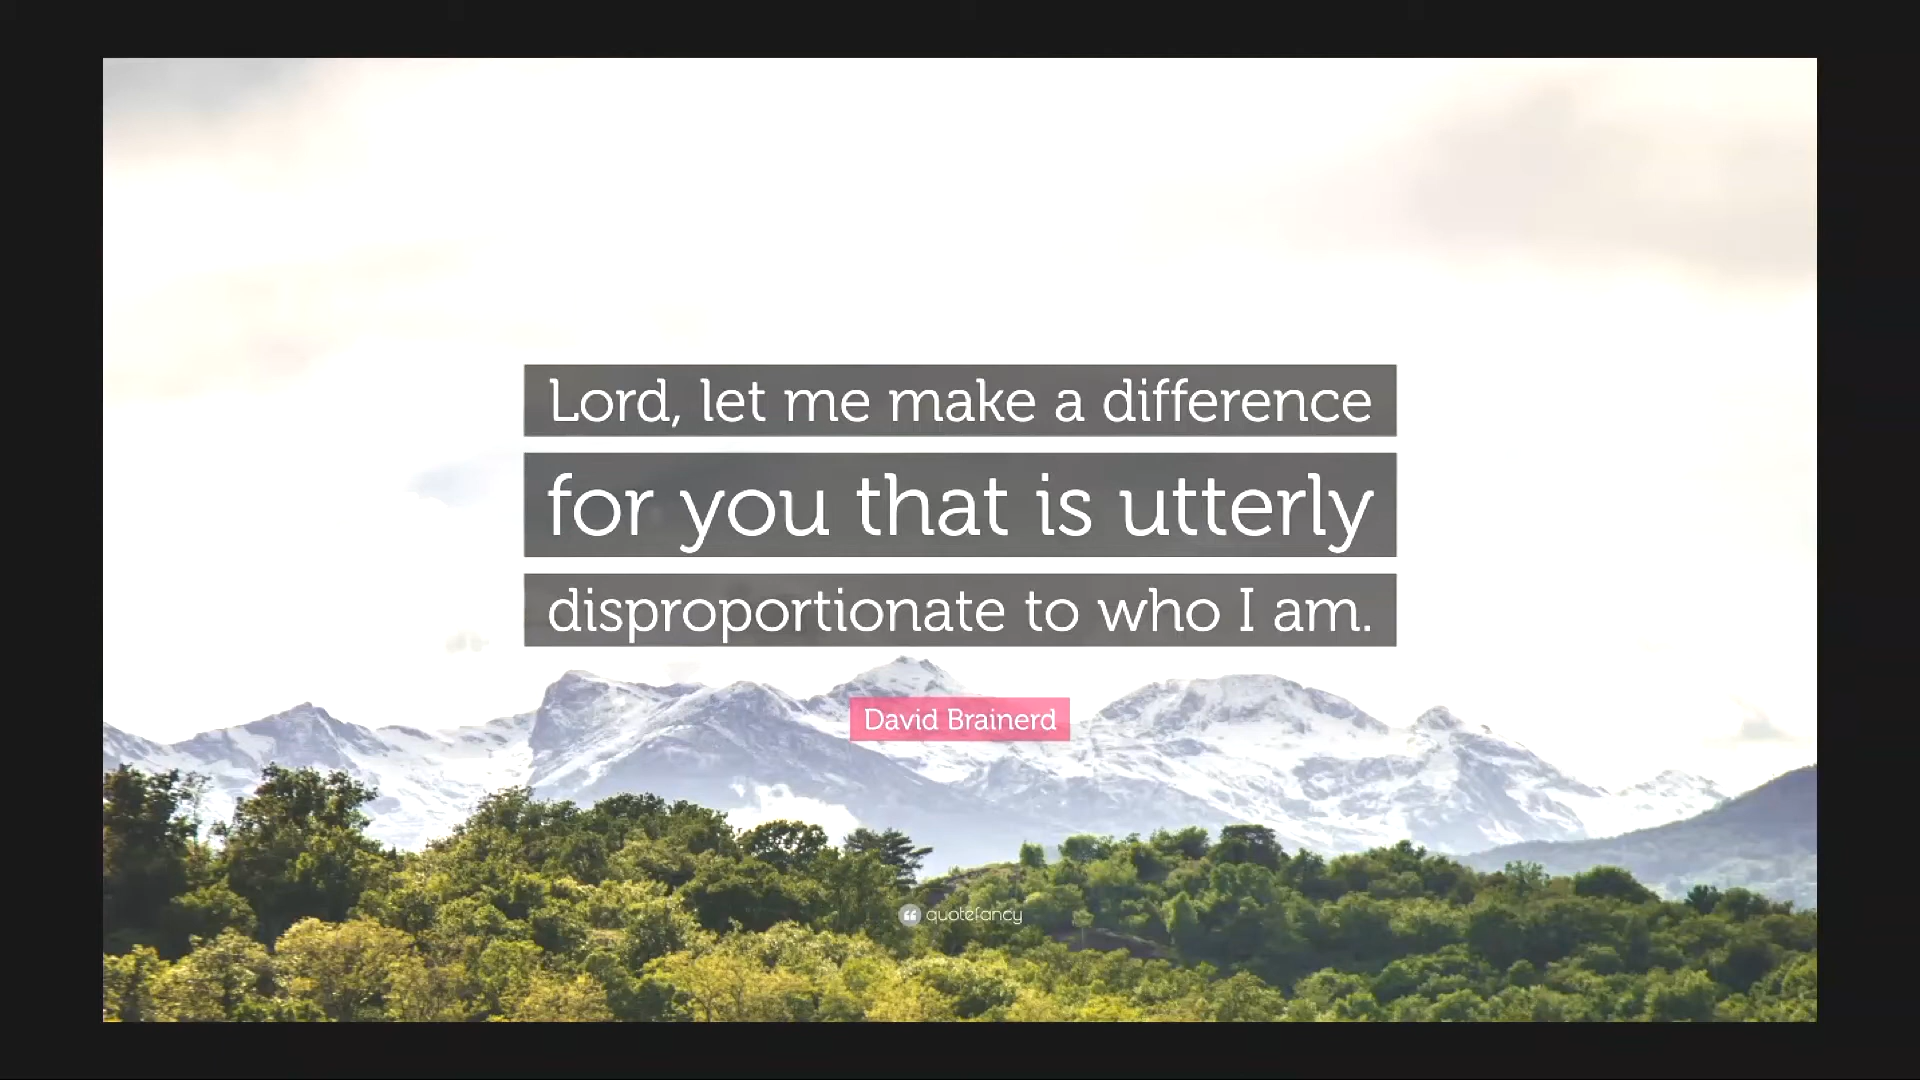 Lord, let me make a difference
for you that is utterly
disproportionate to who I am.
David Brainerd
quotefancy